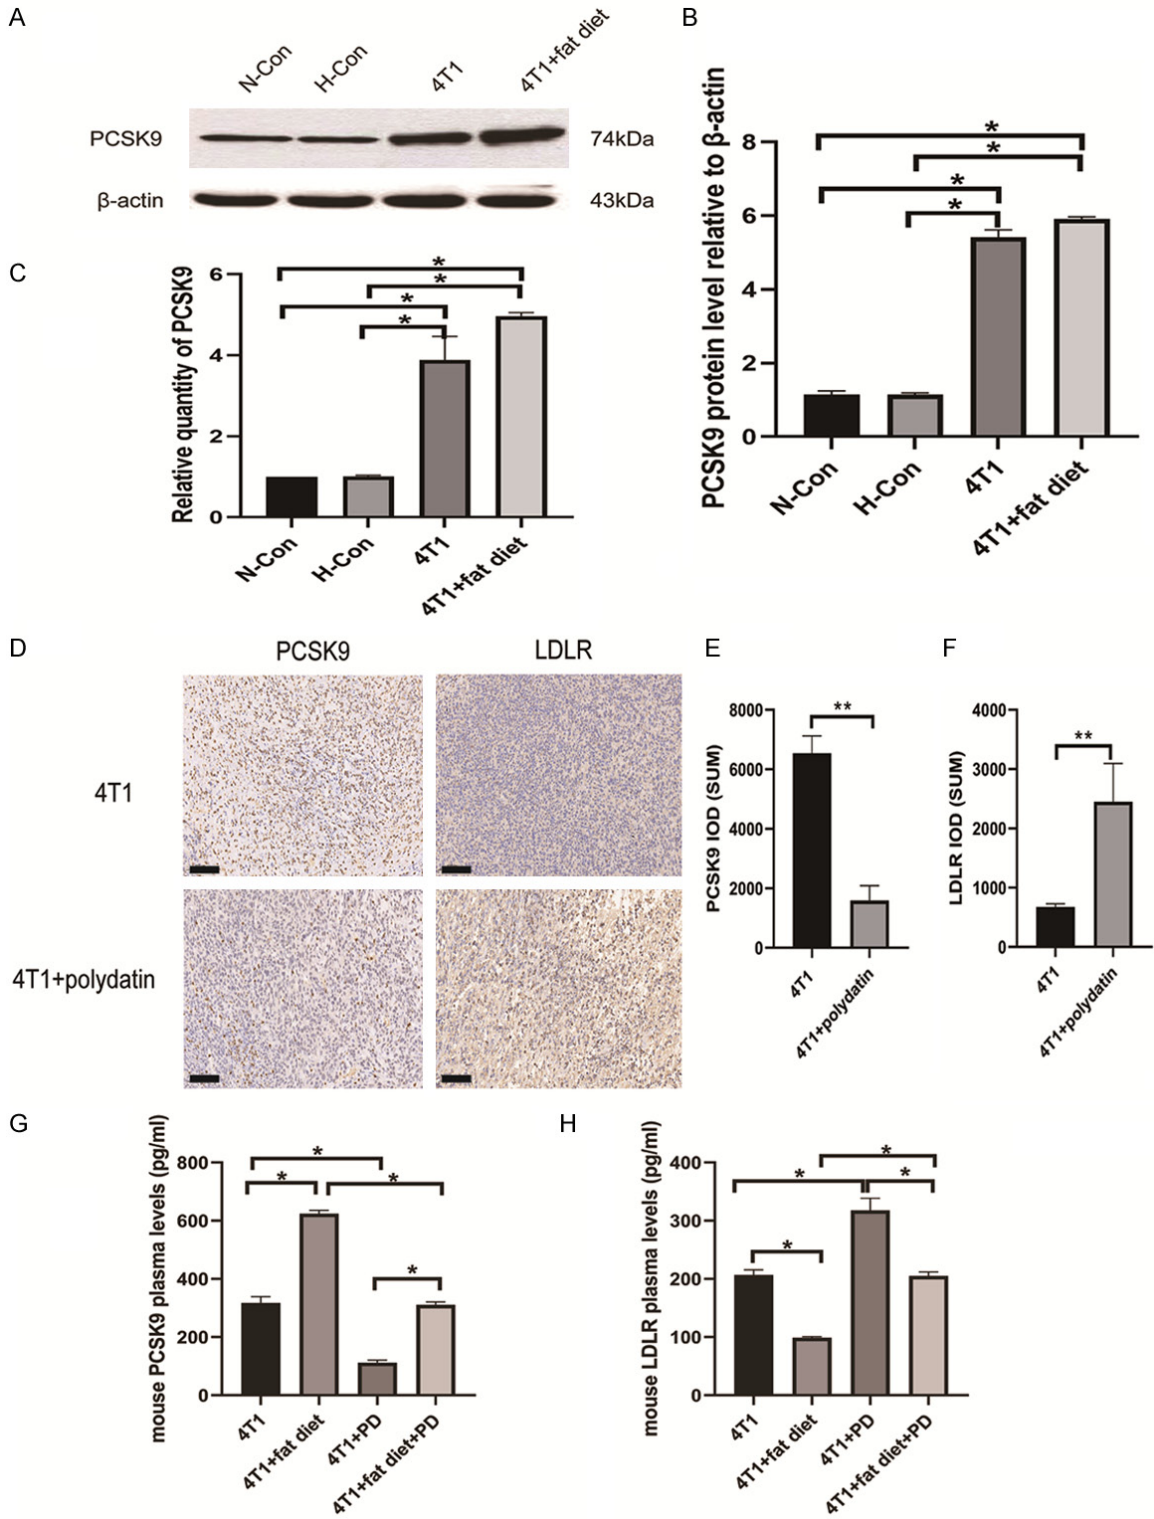 A
N-Con
H-Con
4T1
4T1+fat diet
PCSK9
74kDa
β-actin
43kDa
B
PCSK9 protein level relative to β-actin
8
6
4
2
0
*
*
*
*
N-Con
H-Con
4T1
4T1+fat diet
C
Relative quantity of PCSK9
6
4
2
0
*
*
*
*
N-Con
H-Con
4T1
4T1+fat diet
D
PCSK9
LDLR
4T1
4T1+polydatin
E
PCSK9 IOD (SUM)
8000
6000
4000
2000
0
**
4T1
4T1+polydatin
F
LDLR IOD (SUM)
4000
3000
2000
1000
0
**
4T1
4T1+polydatin
G
mouse PCSK9 plasma levels (pg/ml)
800
600
400
200
0
*
*
*
*
4T1
4T1+fat diet
4T1+PD
4T1+fat diet+PD
H
mouse LDLR plasma levels (pg/ml)
400
300
200
100
0
*
*
*
*
4T1
4T1+fat diet
4T1+PD
4T1+fat diet+PD